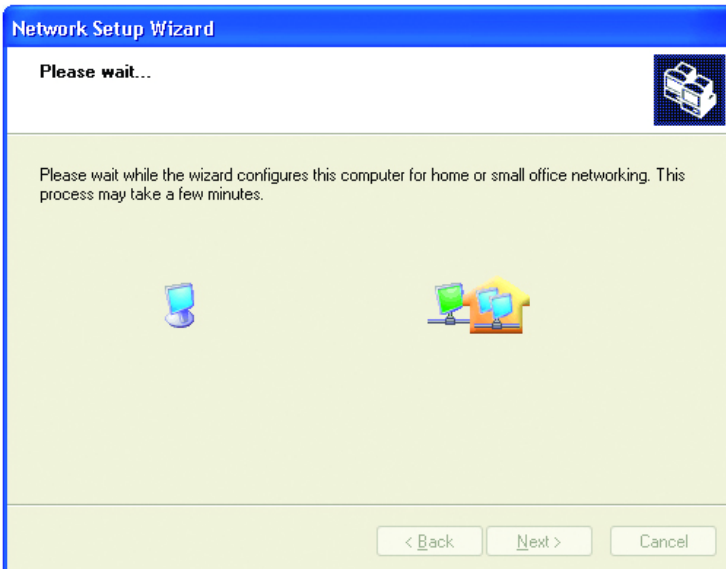 Network Setup Wizard
Please wait...
Please wait while the wizard configures this computer for home or small office networking. This
process may take a few minutes.
< Back
Next >
Cancel